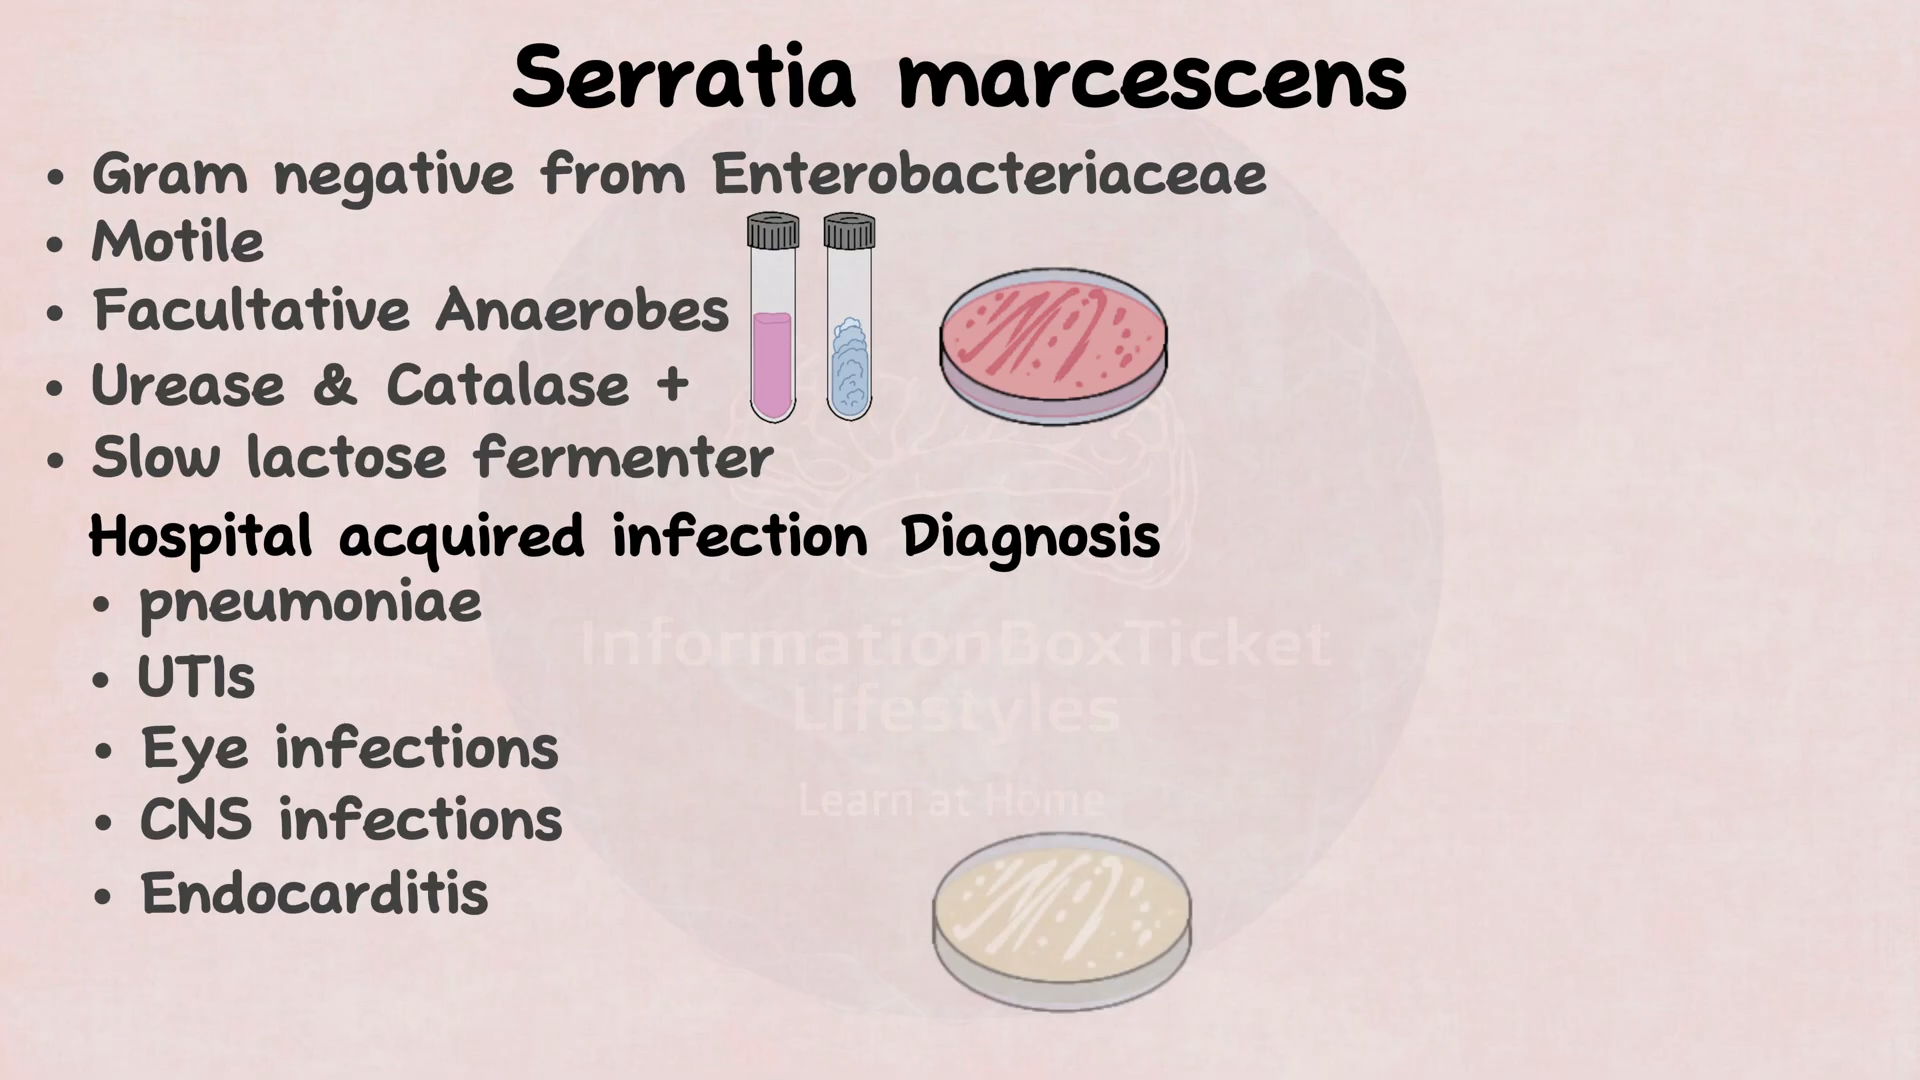 Serratia marcescens
• Gram negative from Enterobacteriaceae
• Motile
• Facultative Anaerobes
• Urease & Catalase +
• Slow lactose fermenter
Hospital acquired infection
• pneumoniae
• UTIs
• Eye infections
• CNS infections
• Endocarditis
Diagnosis
InformationBoxTicket
Lifestyles
Learn at Home